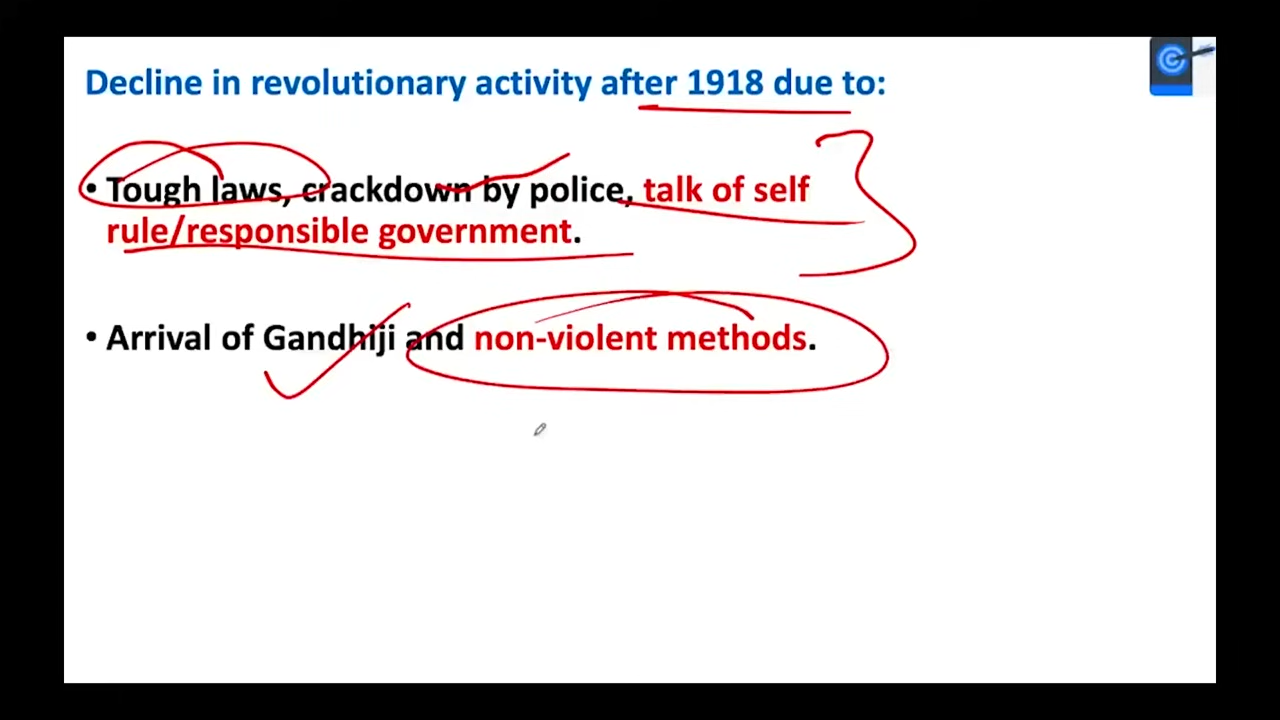 Decline in revolutionary activity after 1918 due to:
• Tough laws, crackdown by police, talk of self
rule/responsible government.
• Arrival of Gandhiji and non-violent methods.